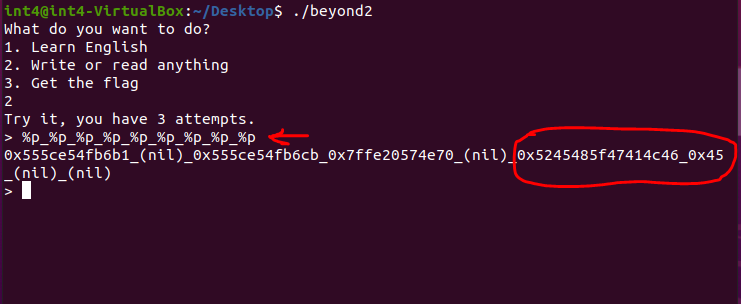 int4@int4-VirtualBox:~/Desktop$ ./beyond2
What do you want to do?
1. Learn English
2. Write or read anything
3. Get the flag
2
Try it, you have 3 attempts.
> %p_%p_%p_%p_%p_%p_%p_%p_%p
0x555ce54fb6b1_(nil)_0x555ce54fb6cb_0x7ffe20574e70_(nil)_0x5245485f47414c46_0x45
_(nil)_(nil)
>